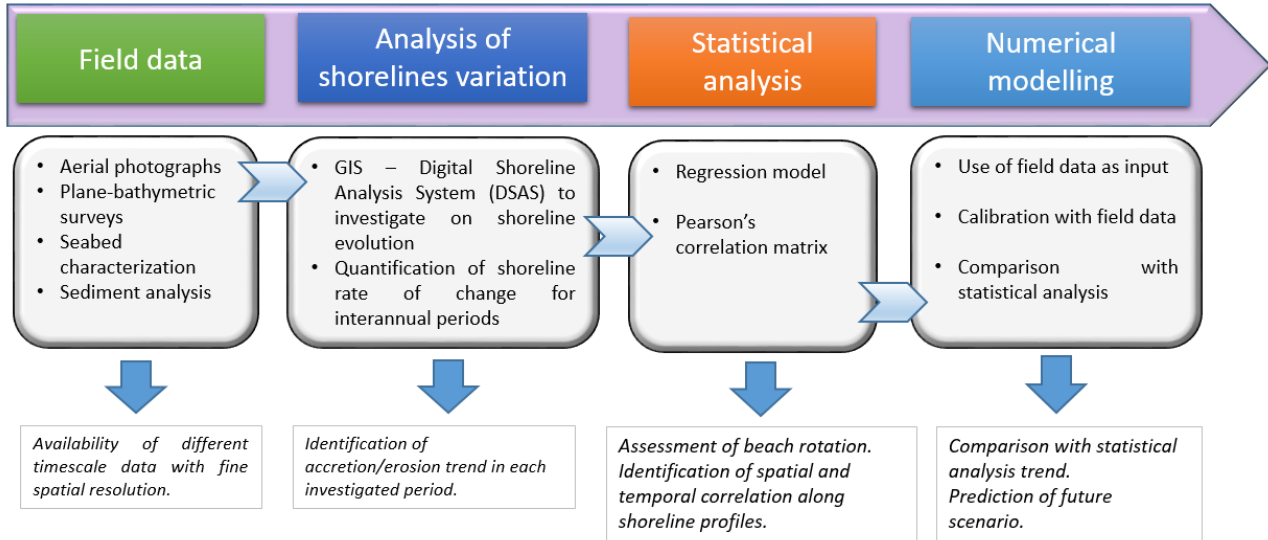 Field data
Analysis of
shorelines variation
Statistical
analysis
Numerical
modelling
• Aerial photographs
• Plane-bathymetric
surveys
• Seabed
characterization
• Sediment analysis
• GIS – Digital Shoreline
Analysis System (DSAS) to
investigate on shoreline
evolution
• Quantification of shoreline
rate of change for
interannual periods
• Regression model
• Pearson's
correlation matrix
• Use of field data as input
• Calibration with field data
• Comparison with
statistical analysis
Availability of different
timescale data with fine
spatial resolution.
Identification of
accretion/erosion trend in each
investigated period.
Assessment of beach rotation.
Identification of spatial and
temporal correlation along
shoreline profiles.
Comparison with statistical
analysis trend.
Prediction of future
scenario.